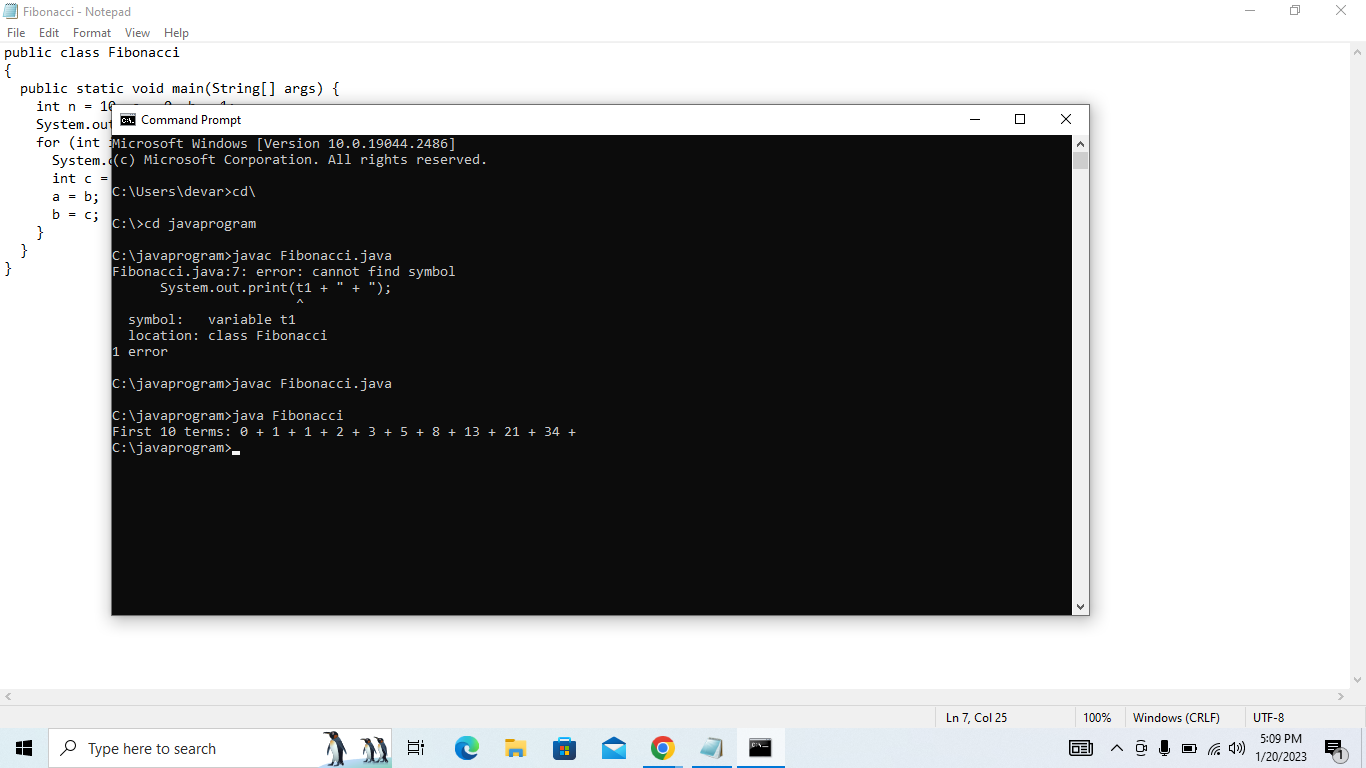 Fibonacci - Notepad
File Edit Format View Help
public class Fibonacci
{
public static void main(String[] args) {
int n = 10
System.out
for (int
System.
int c =
a = b;
b = c;
}
}
}
Command Prompt
Microsoft Windows [Version 10.0.19044.2486]
(c) Microsoft Corporation. All rights reserved.
C:\Users\devar>cd\
C:\>cd javaprogram
C:\javaprogram>javac Fibonacci.java
Fibonacci.java:7: error: cannot find symbol
System.out.print(t1 + " + ");
^
symbol: variable t1
location: class Fibonacci
1 error
C:\javaprogram>javac Fibonacci.java
C:\javaprogram>java Fibonacci
First 10 terms: 0 + 1 + 1 + 2 + 3 + 5 + 8 + 13 + 21 + 34 +
C:\javaprogram>
Ln 7, Col 25 100% Windows (CRLF) UTF-8
Type here to search
5:09 PM
1/20/2023
1